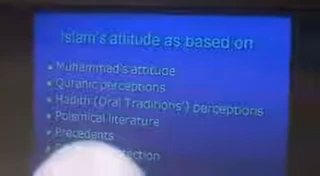 Islam's attitude as based on
• Muhammad's attitude
• Quranic perceptions
• Hadith ('Oral Traditions') perceptions
• Polemical literature
• Precedents